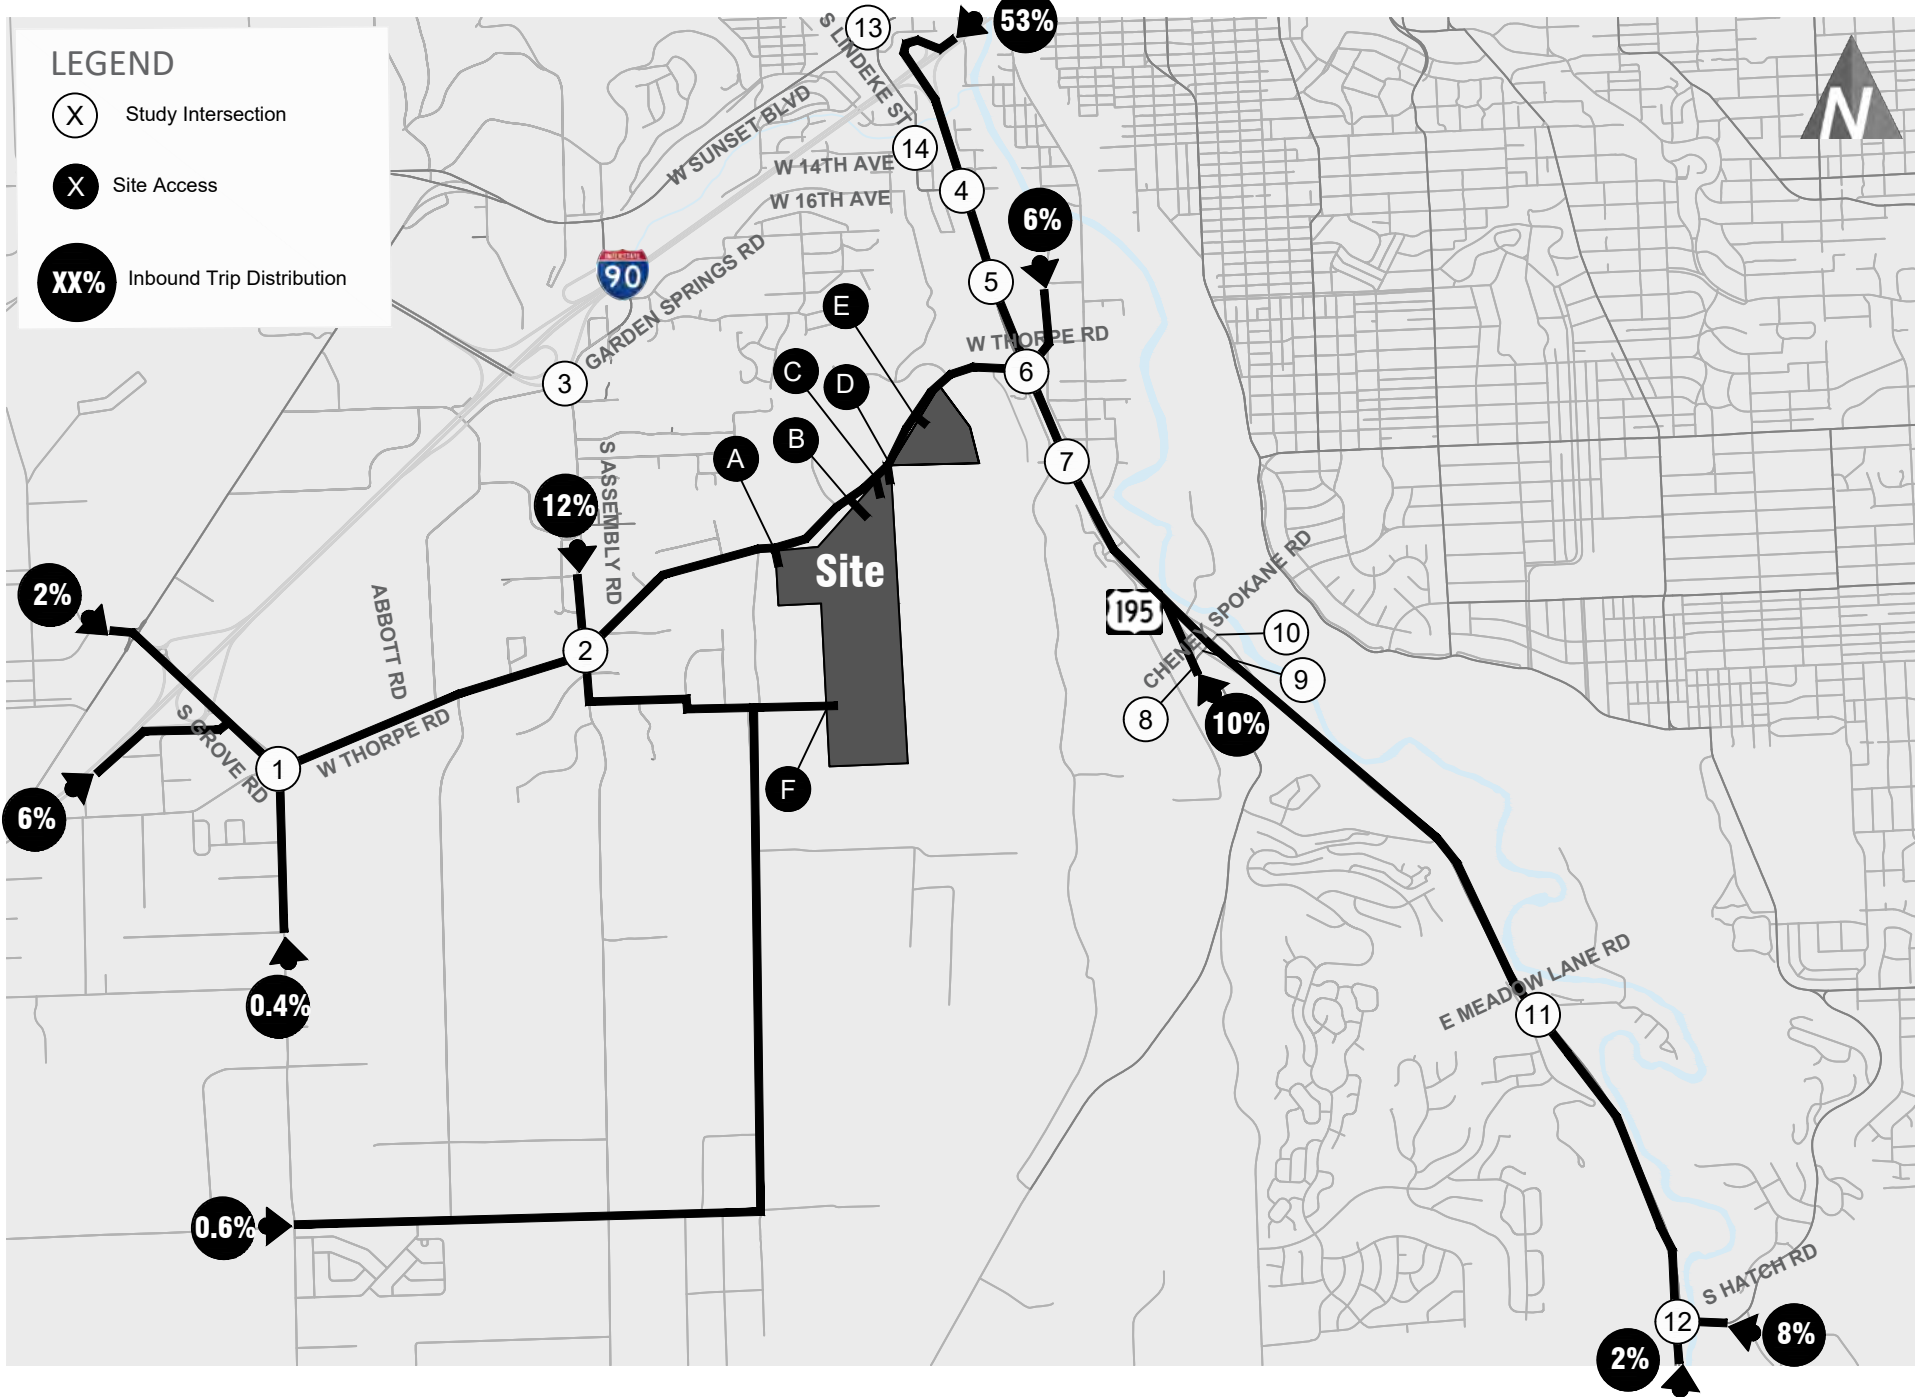 LEGEND
X Study Intersection
X Site Access
XX% Inbound Trip Distribution
13
53%
S LINDEKE ST
N
W SUNSET BLVD
14
W 14TH AVE
4
W 16TH AVE
6%
INTERSTATE
90
GARDEN SPRINGS RD
5
E
W THORPE RD
3
C
D
6
B
A
7
S ASSEMBLY RD
12%
Site
2%
ABBOTT RD
195
CHENEY SPOKANE RD
10
2
9
8
10%
S GROVE RD
W THORPE RD
1
F
6%
0.4%
E MEADOW LANE RD
11
0.6%
S HATCH RD
12
8%
2%